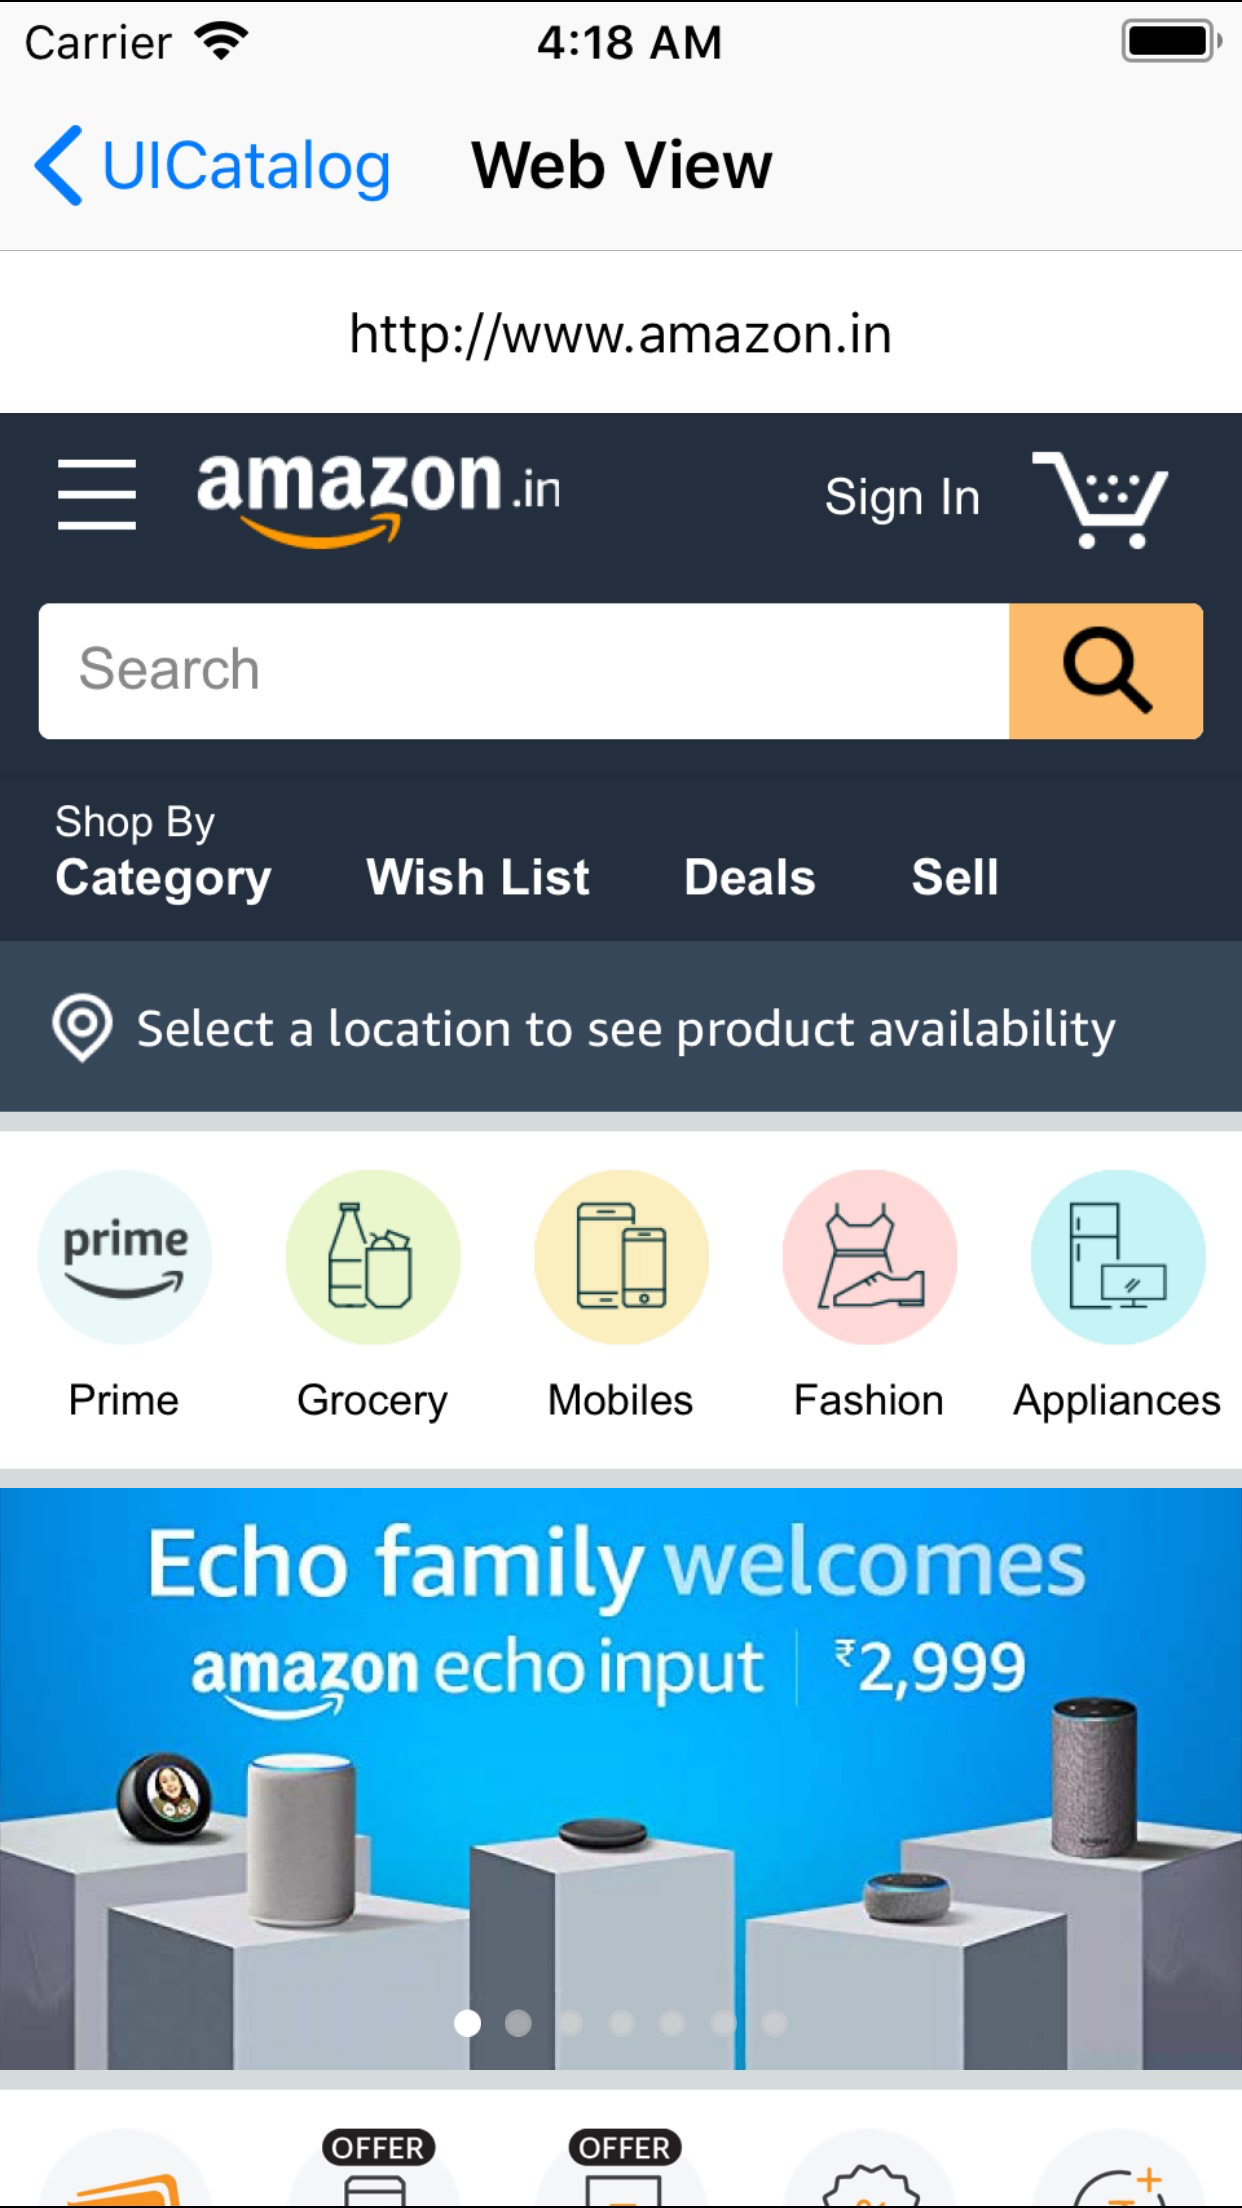 Carrier 4:18 AM
UICatalog Web View
http://www.amazon.in
amazon.in Sign In
Search
Shop By
Category Wish List Deals Sell
Select a location to see product availability
prime
Prime Grocery Mobiles Fashion Appliances
Echo family welcomes
amazon echo input ₹2,999
OFFER OFFER